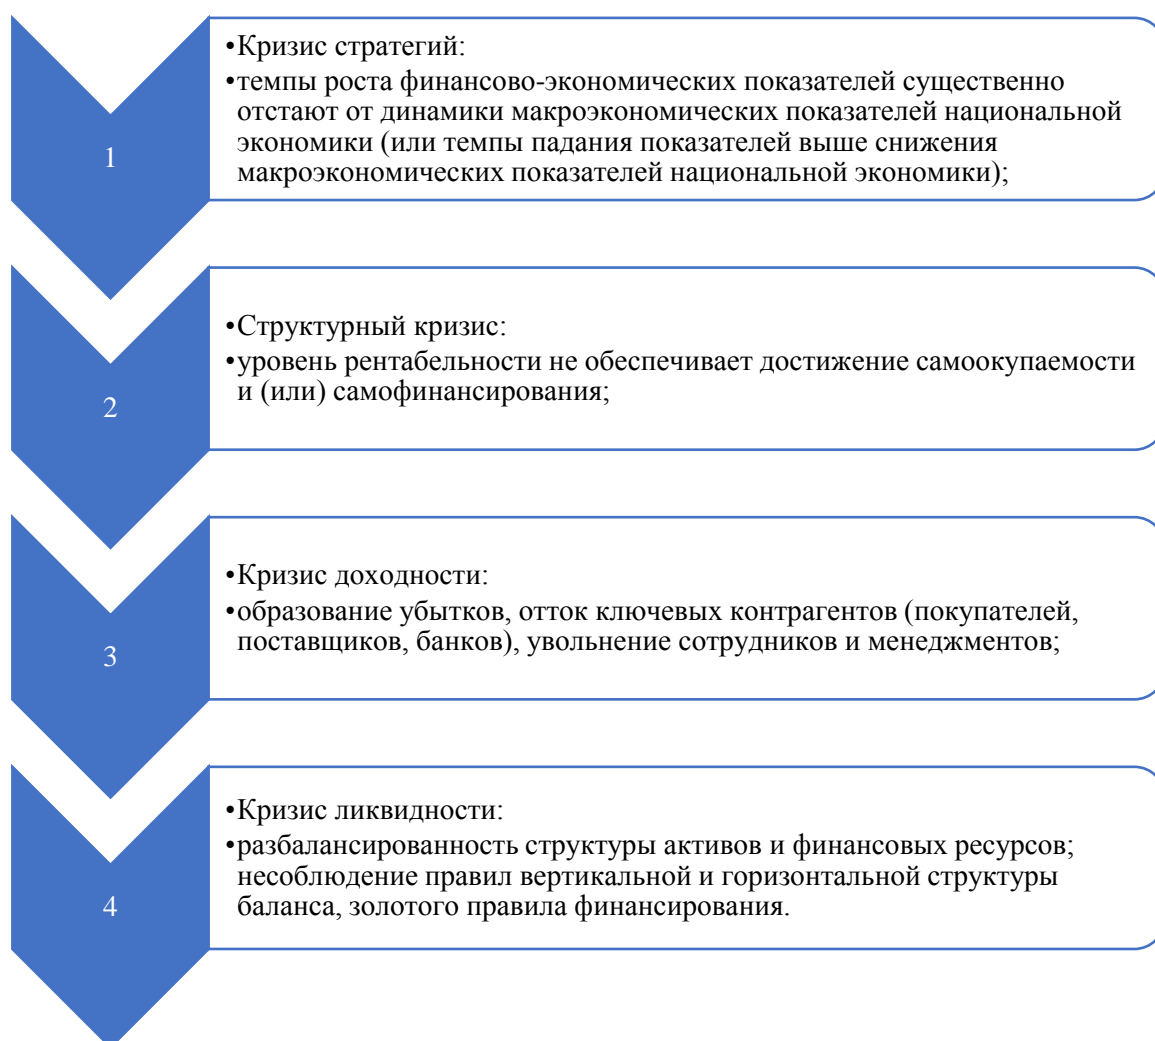 1
•Кризис стратегий:
•темпы роста финансово-экономических показателей существенно
отстают от динамики макроэкономических показателей национальной
экономики (или темпы падания показателей выше снижения
макроэкономических показателей национальной экономики);
2
•Структурный кризис:
•уровень рентабельности не обеспечивает достижение самоокупаемости
и (или) самофинансирования;
3
•Кризис доходности:
•образование убытков, отток ключевых контрагентов (покупателей,
поставщиков, банков), увольнение сотрудников и менеджментов;
4
•Кризис ликвидности:
•разбалансированность структуры активов и финансовых ресурсов;
несоблюдение правил вертикальной и горизонтальной структуры
баланса, золотого правила финансирования.